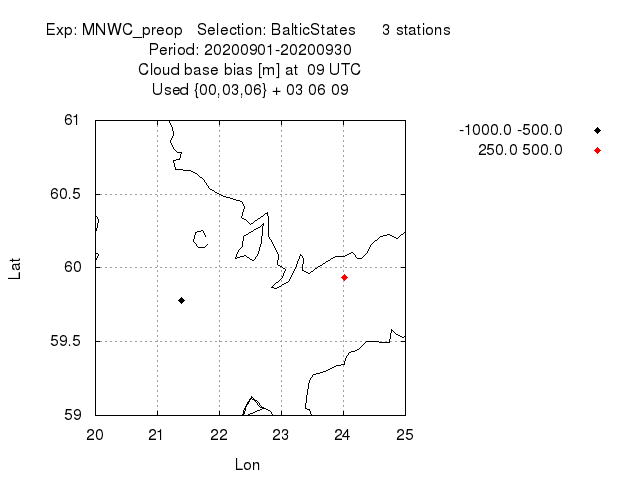 Exp: MNWC_preop Selection: BalticStates 3 stations
Period: 20200901-20200930
Cloud base bias [m] at 09 UTC
Used {00,03,06} + 03 06 09
-1000.0 -500.0
250.0 500.0
61
60.5
60
59.5
59
Lat
20 21 22 23 24 25
Lon